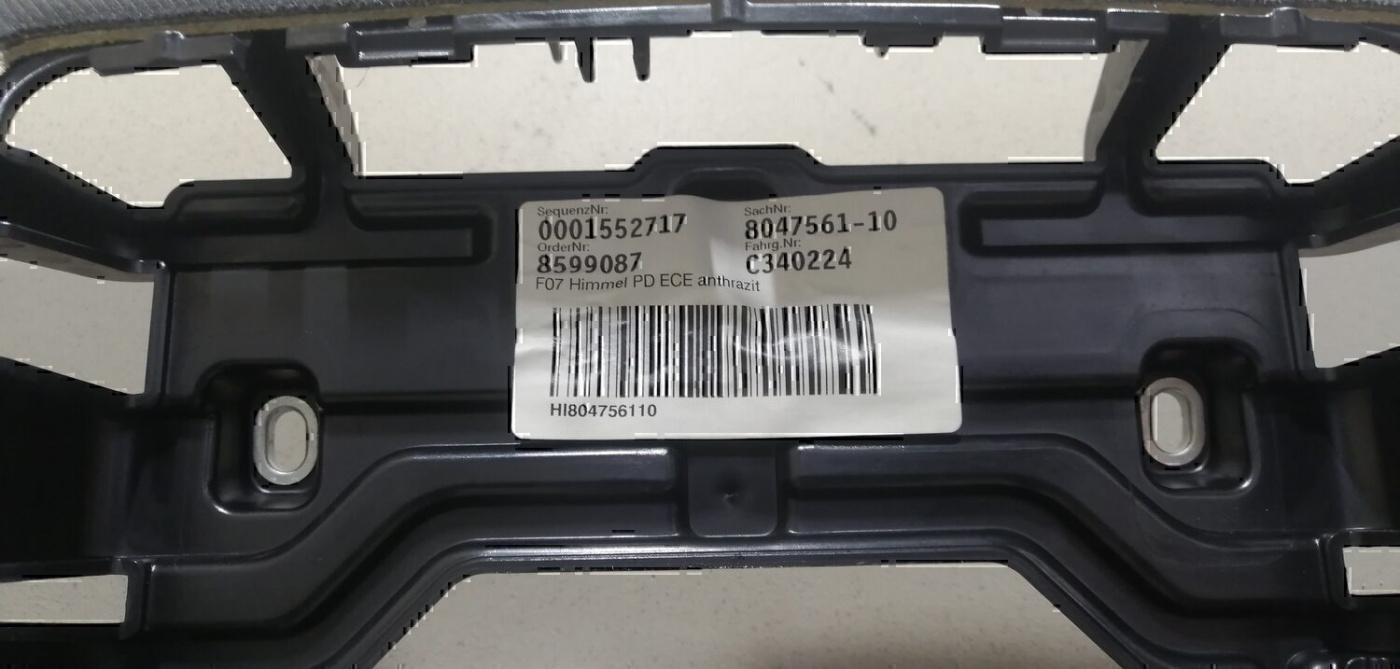 SequenzNr: SachNr:
0001552717 8047561-10
OrderNr: Fahrg.Nr:
8599087 C340224
F07 Himmel PD ECE anthrazit
HI804756110